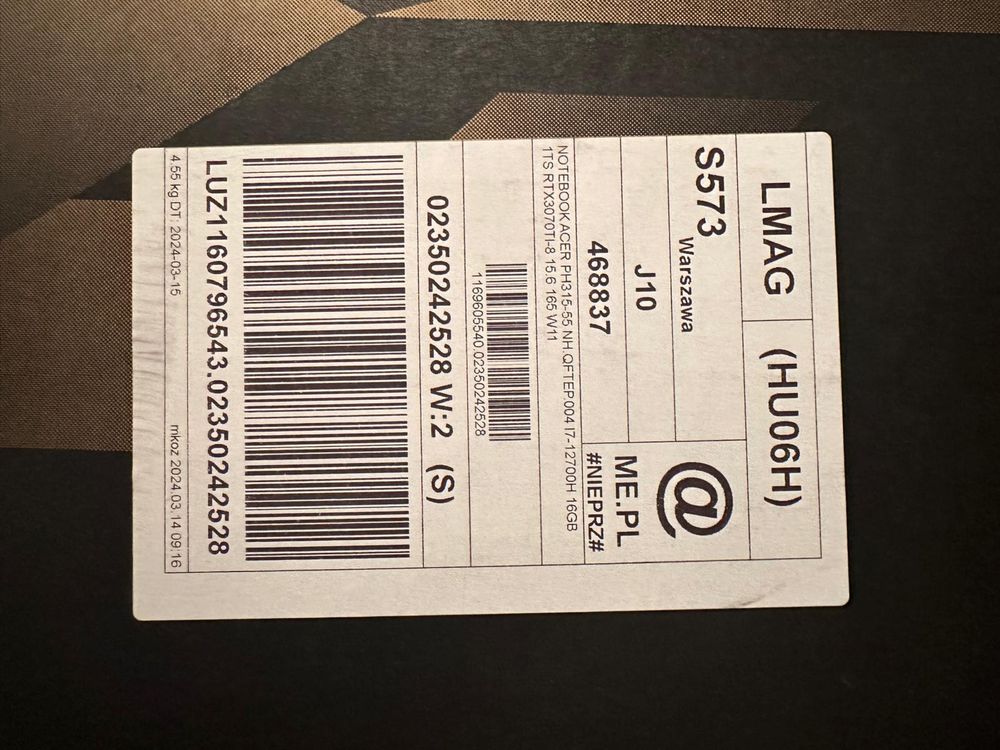 LMAG (HU06H)
S573
Warszawa
J10
468837
@
ME.PL
#NIEPRZ#
NOTEBOOK ACER PH315-55 NH.QFTEP.004 I7-12700H 16GB
1TS RTX3070TI-8 15.6 165 W11
1169605540.02350242528
02350242528 W:2 (S)
LUZ1160796543.02350242528
4.55 kg DT: 2024-03-15
mkoz 2024.03.14 09:16